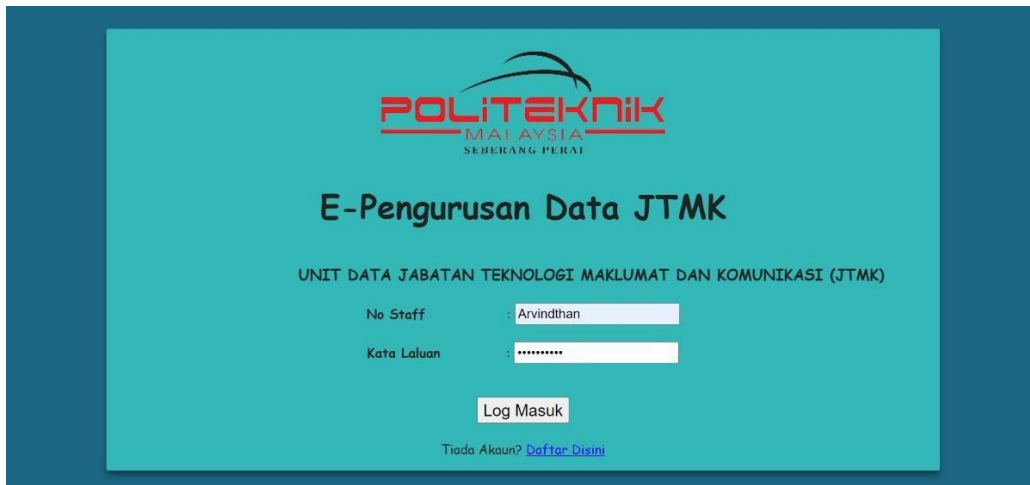 POLiTEKNiK
MALAYSIA
SEBERANG PERAI
E-Pengurusan Data JTMK
UNIT DATA JABATAN TEKNOLOGI MAKLUMAT DAN KOMUNIKASI (JTMK)
No Staff : Arvindthan
Kata Laluan : ••••••••••
Log Masuk
Tiada Akaun? Daftar Disini